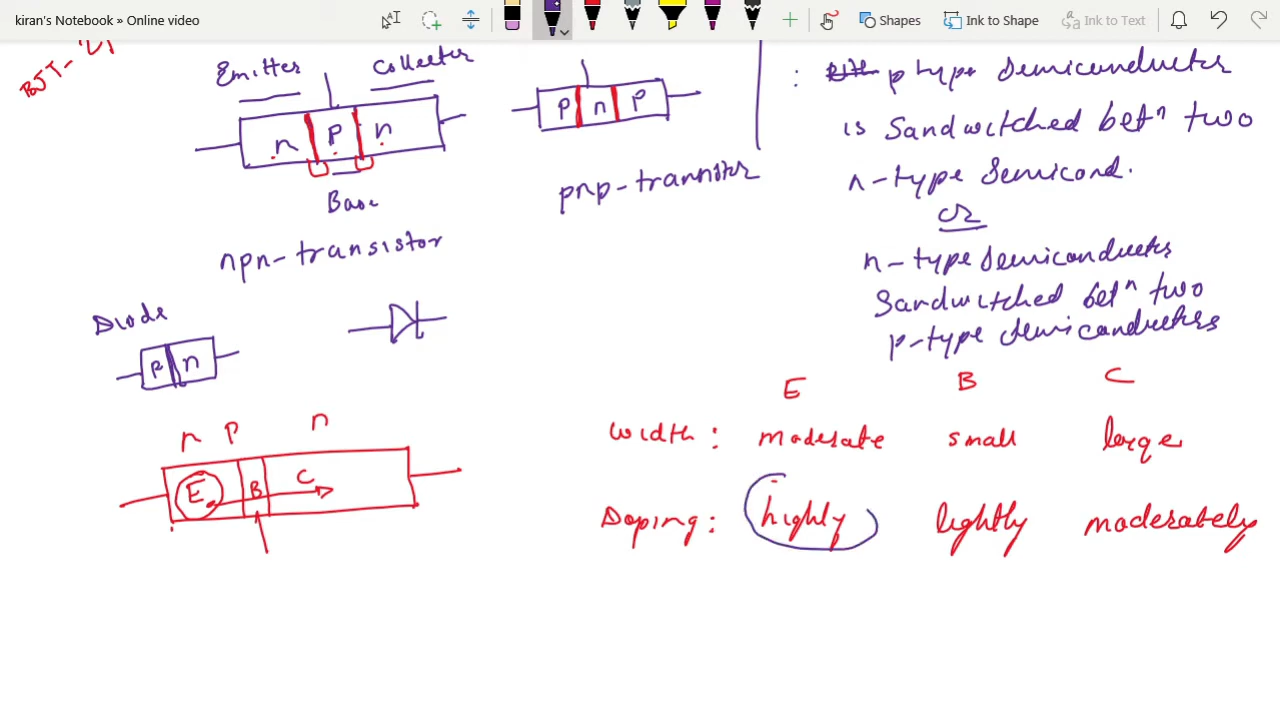 kiran's Notebook » Online video
Shapes
Ink to Shape
Ink to Text
BJT -
Emitter
Collector
n P n
Base
npn-transistor
P n P
pnp-transistor
: p type semiconductor
is Sandwitched betn two
n-type Semicond.
or
n-type semiconductors
Sandwitched betn two
p-type semiconductors
Diode
P n
n P n
E B C
E B C
Width: moderate small large
Doping: highly lightly moderately